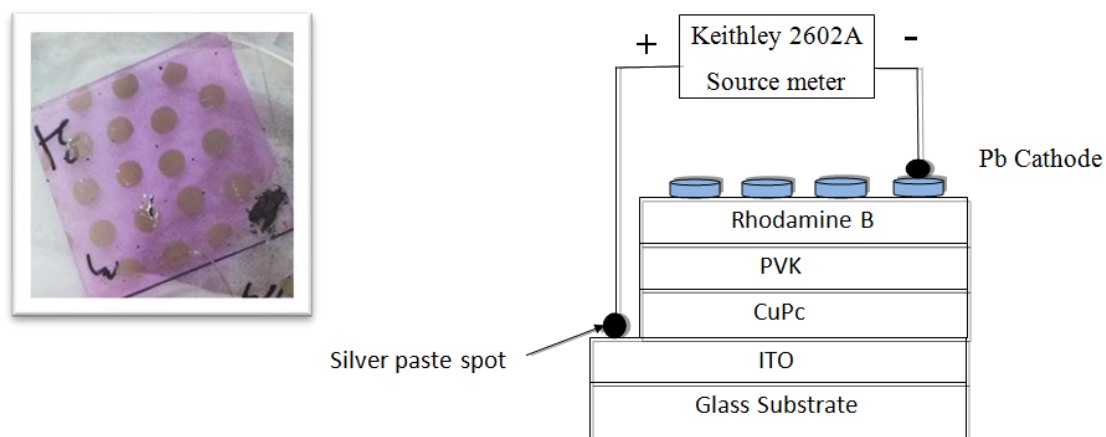 +
Keithley 2602A
-
Source meter
Pb Cathode
Rhodamine B
PVK
CuPc
Silver paste spot
ITO
Glass Substrate